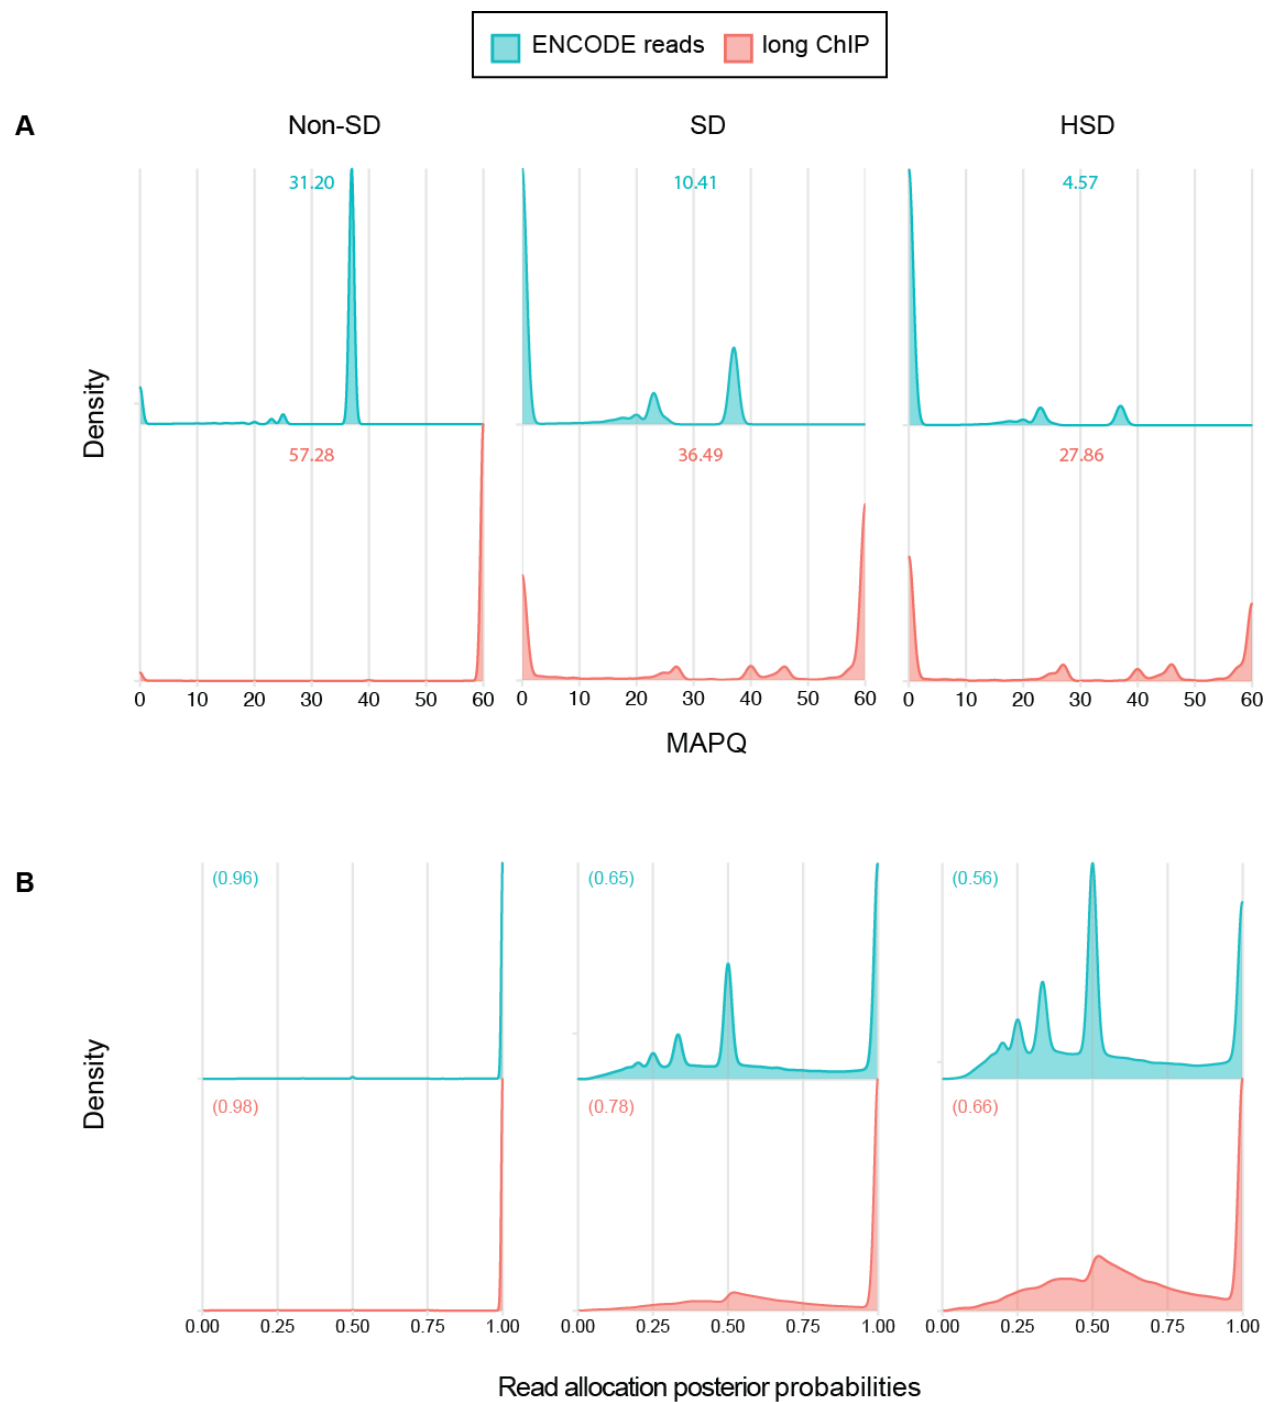 ENCODE reads long ChIP
A
Non-SD SD HSD
31.20 10.41 4.57
Density
57.28 36.49 27.86
0 10 20 30 40 50 60 0 10 20 30 40 50 60 0 10 20 30 40 50 60
MAPQ
B
(0.96) (0.65) (0.56)
Density
(0.98) (0.78) (0.66)
0.00 0.25 0.50 0.75 1.00 0.00 0.25 0.50 0.75 1.00 0.00 0.25 0.50 0.75 1.00
Read allocation posterior probabilities